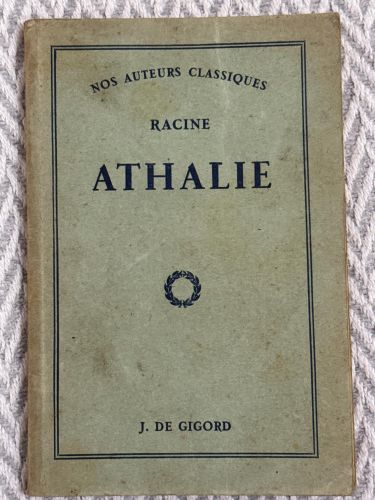 NOS AUTEURS CLASSIQUES
RACINE
ATHALIE
J. DE GIGORD